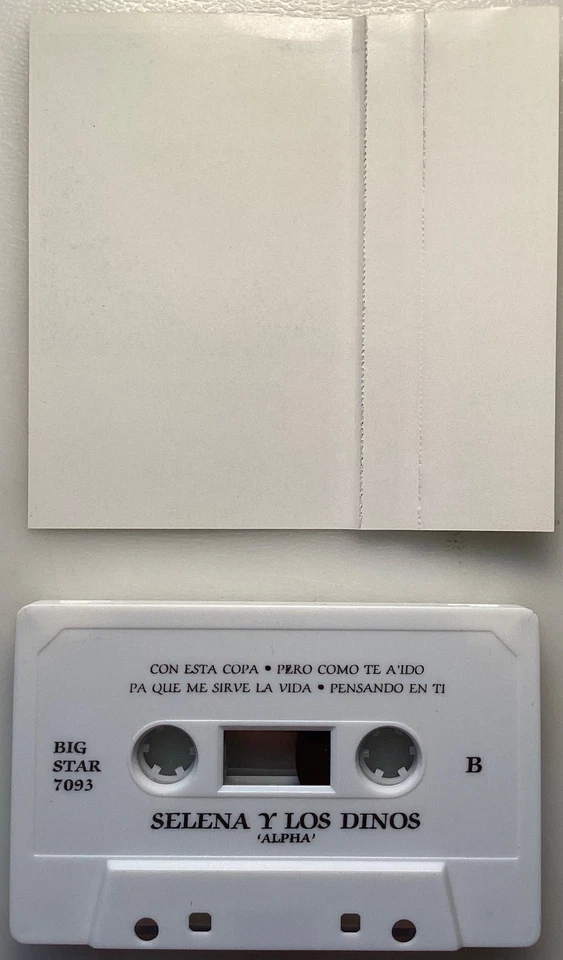 CON ESTA COPA • PERO COMO TE A'IDO
PA QUE ME SIRVE LA VIDA • PENSANDO EN TI
BIG
STAR
7093
B
SELENA Y LOS DINOS
'ALPHA'